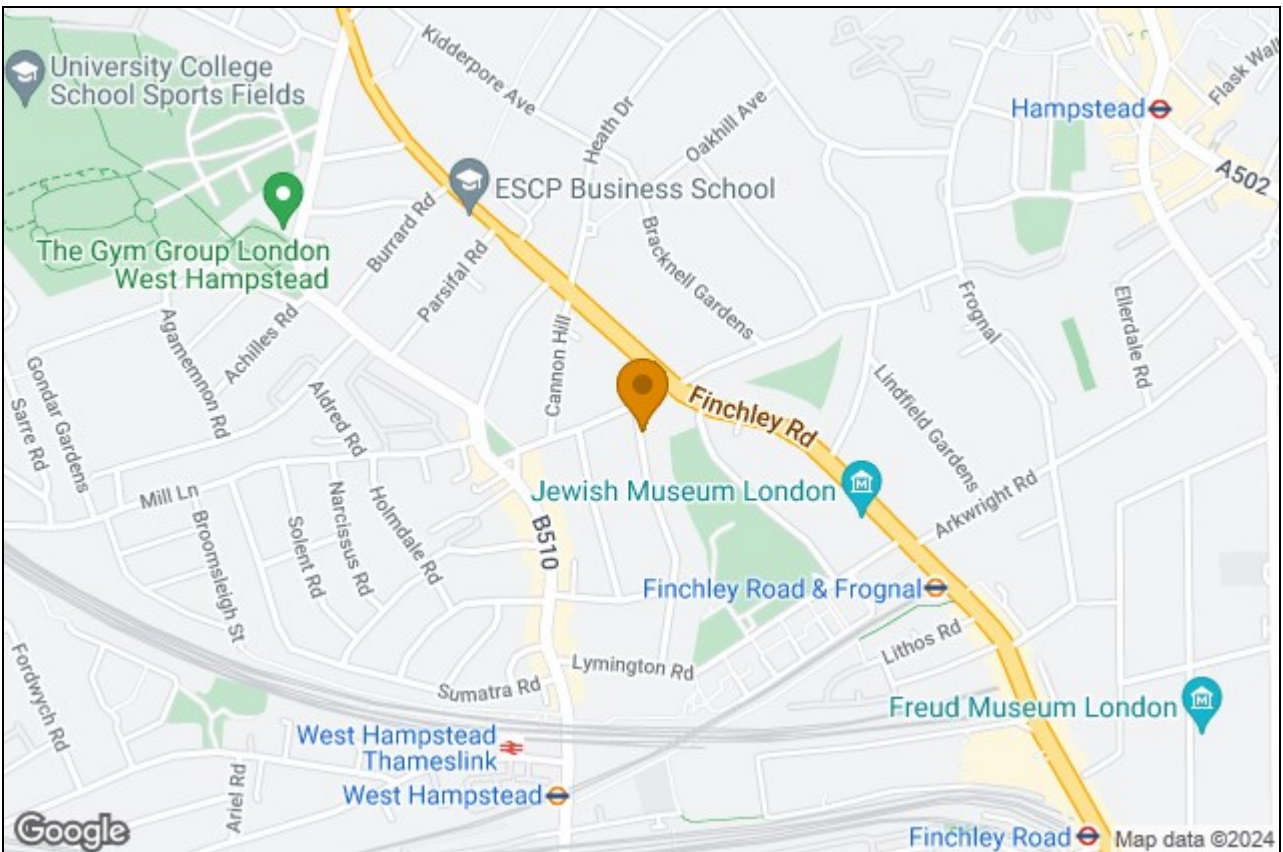 Kidderpore Ave
Flask Wal
University College
School Sports Fields
Hampstead
Heath Dr
Oakhill Ave
A502
ESCP Business School
Burrard Rd
The Gym Group London
West Hampstead
Parsifal Rd
Bracknell Gardens
Frognal
Ellerdale Rd
Agamemnon Rd
Achilles Rd
Cannon Hill
Gondar Gardens
Sarre Rd
Aldred Rd
Finchley Rd
Lindfield Gardens
Mill Ln
Jewish Museum London
Arkwright Rd
Broomsleigh St
Solent Rd
Narcissus Rd
Holmdale Rd
B510
Finchley Road & Frognal
Lithos Rd
Fordwych Rd
Lymington Rd
Sumatra Rd
Freud Museum London
West Hampstead
Thameslink
Ariel Rd
West Hampstead
Google
Finchley Road
Map data ©2024